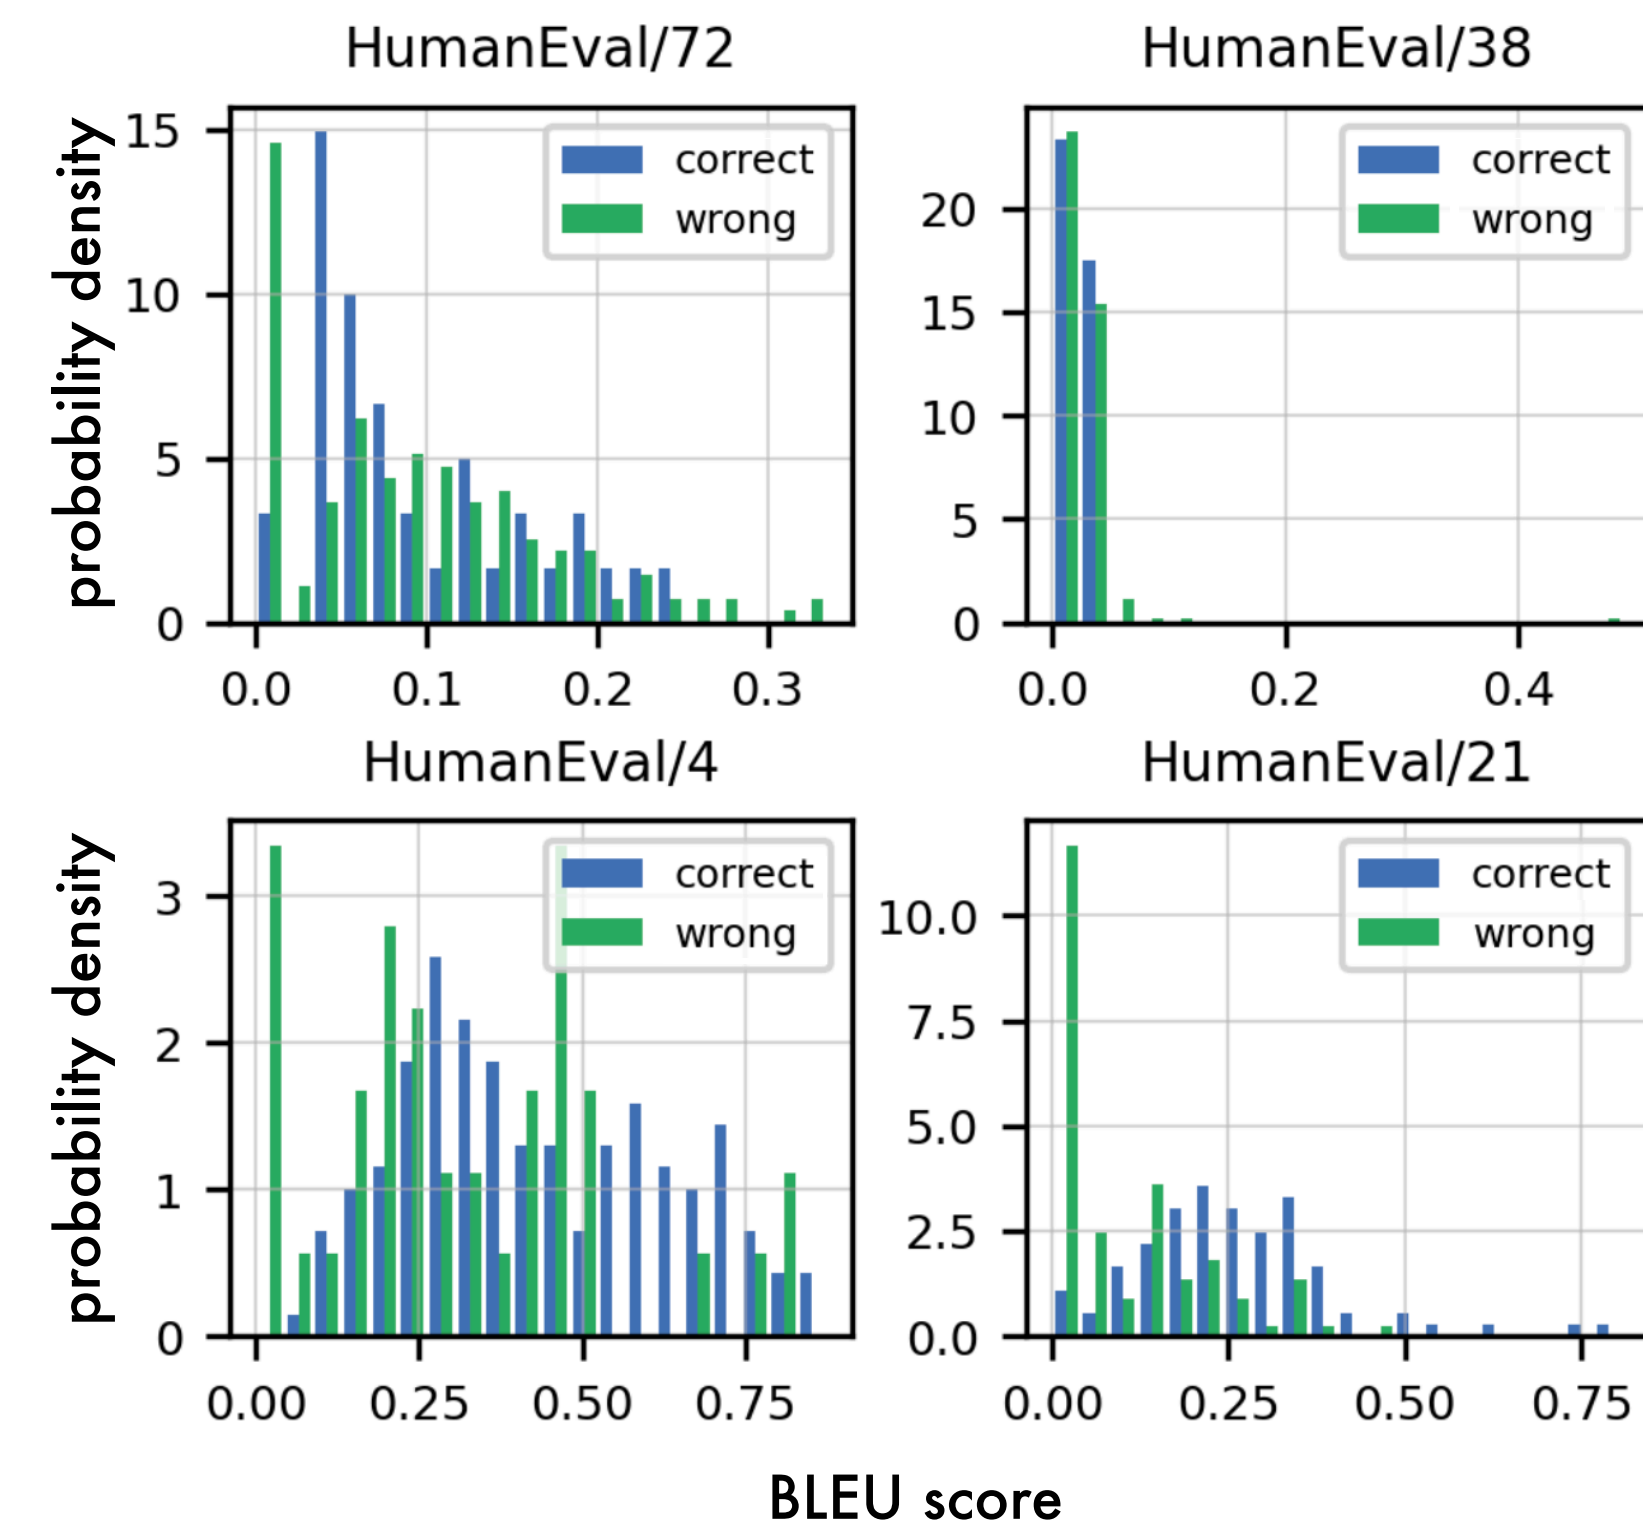 HumanEval/72
probability density
15
10
5
0
correct
wrong
0.0 0.1 0.2 0.3
HumanEval/38
20
15
10
5
0
correct
wrong
0.0 0.2 0.4
HumanEval/4
probability density
3
2
1
0
correct
wrong
0.00 0.25 0.50 0.75
HumanEval/21
10.0
7.5
5.0
2.5
0.0
correct
wrong
0.00 0.25 0.50 0.75
BLEU score